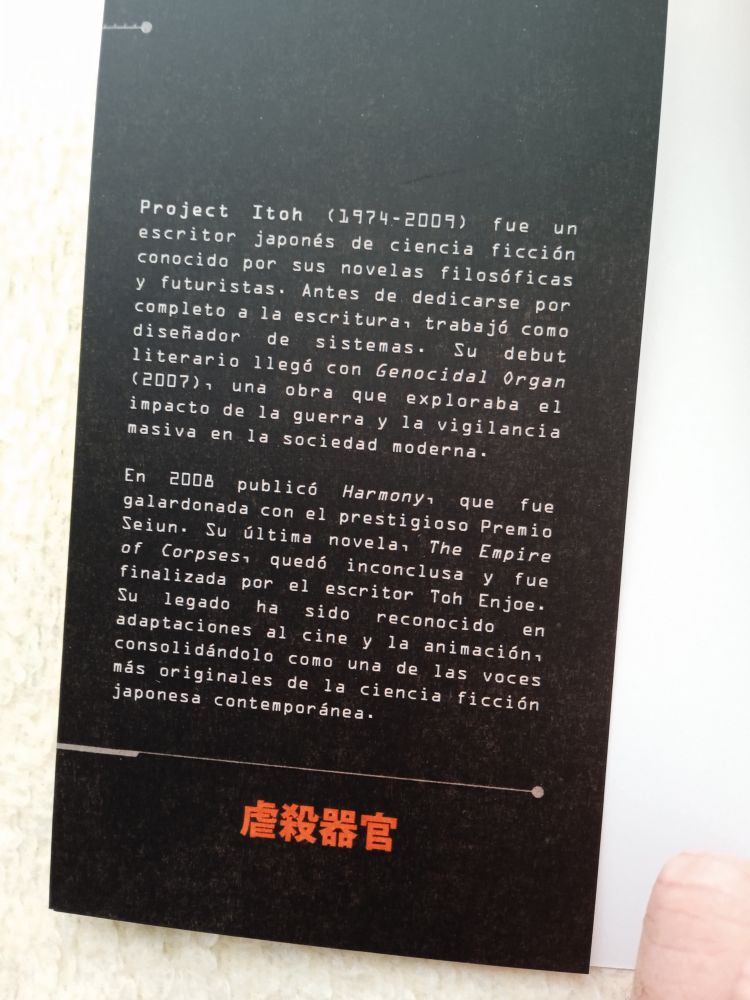 Project Itoh (1974-2009) fue un
escritor japonés de ciencia ficción
conocido por sus novelas filosóficas
y futuristas. Antes de dedicarse por
completo a la escritura, trabajó como
diseñador de sistemas. Su debut
literario llegó con Genocidal Organ
(2007), una obra que exploraba el
impacto de la guerra y la vigilancia
masiva en la sociedad moderna.
En 2008 publicó Harmony, que fue
galardonada con el prestigioso Premio
Seiun. Su última novela, The Empire
of Corpses, quedó inconclusa y fue
finalizada por el escritor Toh Enjoe.
Su legado ha sido reconocido en
adaptaciones al cine y la animación,
consolidándolo como una de las voces
más originales de la ciencia ficción
japonesa contemporánea.
虐殺器官